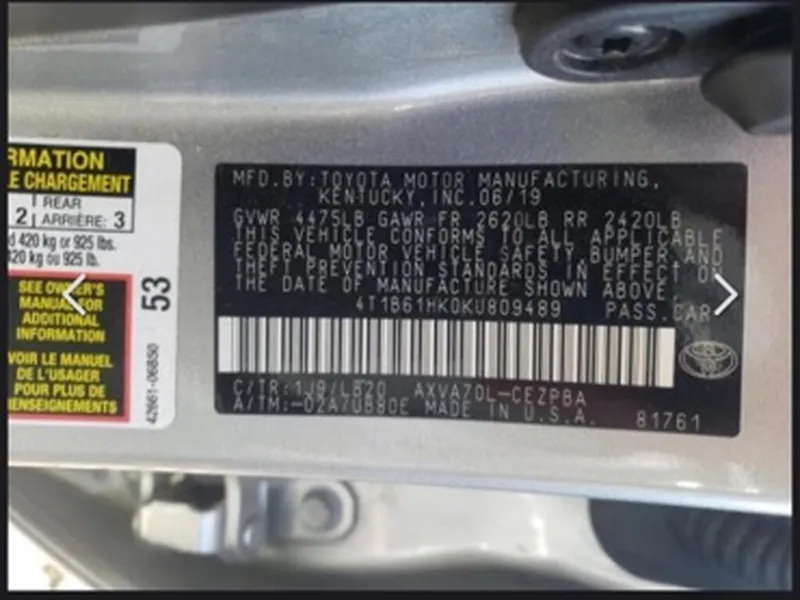 RMATION
E CHARGEMENT
REAR
2 ARRIÈRE: 3
d 420 kg or 925 lbs.
420 kg ou 925 lb.
SEE OWNER'S
MANUAL FOR
ADDITIONAL
INFORMATION
VOIR LE MANUEL
DE L'USAGER
POUR PLUS DE
RENSEIGNEMENTS
53
42661-06850
MFD.BY:TOYOTA MOTOR MANUFACTURING,
KENTUCKY,INC.06/19
GVWR 4475LB GAWR FR 2620LB RR 2420LB
THIS VEHICLE CONFORMS TO ALL APPLICABLE
FEDERAL MOTOR VEHICLE SAFETY,BUMPER,AND
THEFT PREVENTION STANDARDS IN EFFECT ON
THE DATE OF MANUFACTURE SHOWN ABOVE.
4T1B61HK0KU809489 PASS.CAR
C/TR:1J9/LB20 AXVA70L-CEZPBA
A/TM:-02A/UB80E MADE IN U.S.A. 81761